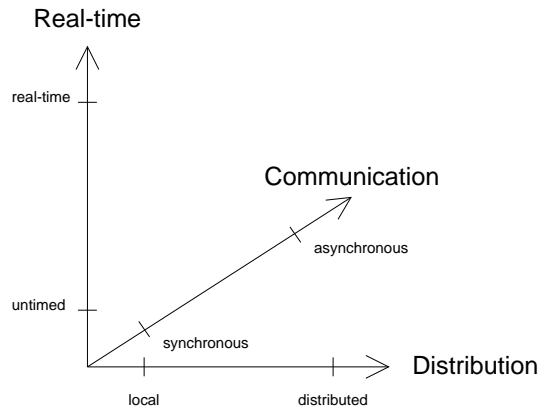 Real-time
real-time
Communication
asynchronous
untimed
synchronous
Distribution
local
distributed